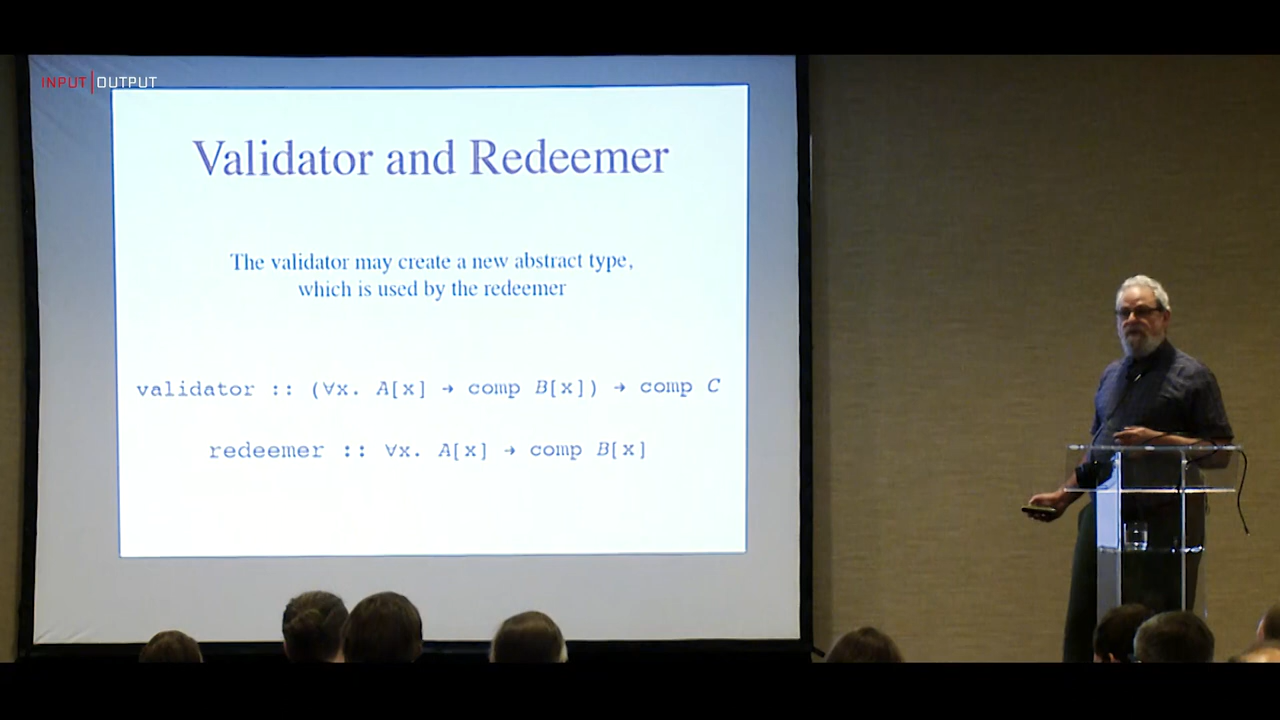 INPUT|OUTPUT
Validator and Redeemer
The validator may create a new abstract type,
which is used by the redeemer
validator :: (∀x. A[x] → comp B[x]) → comp C
redeemer :: ∀x. A[x] → comp B[x]